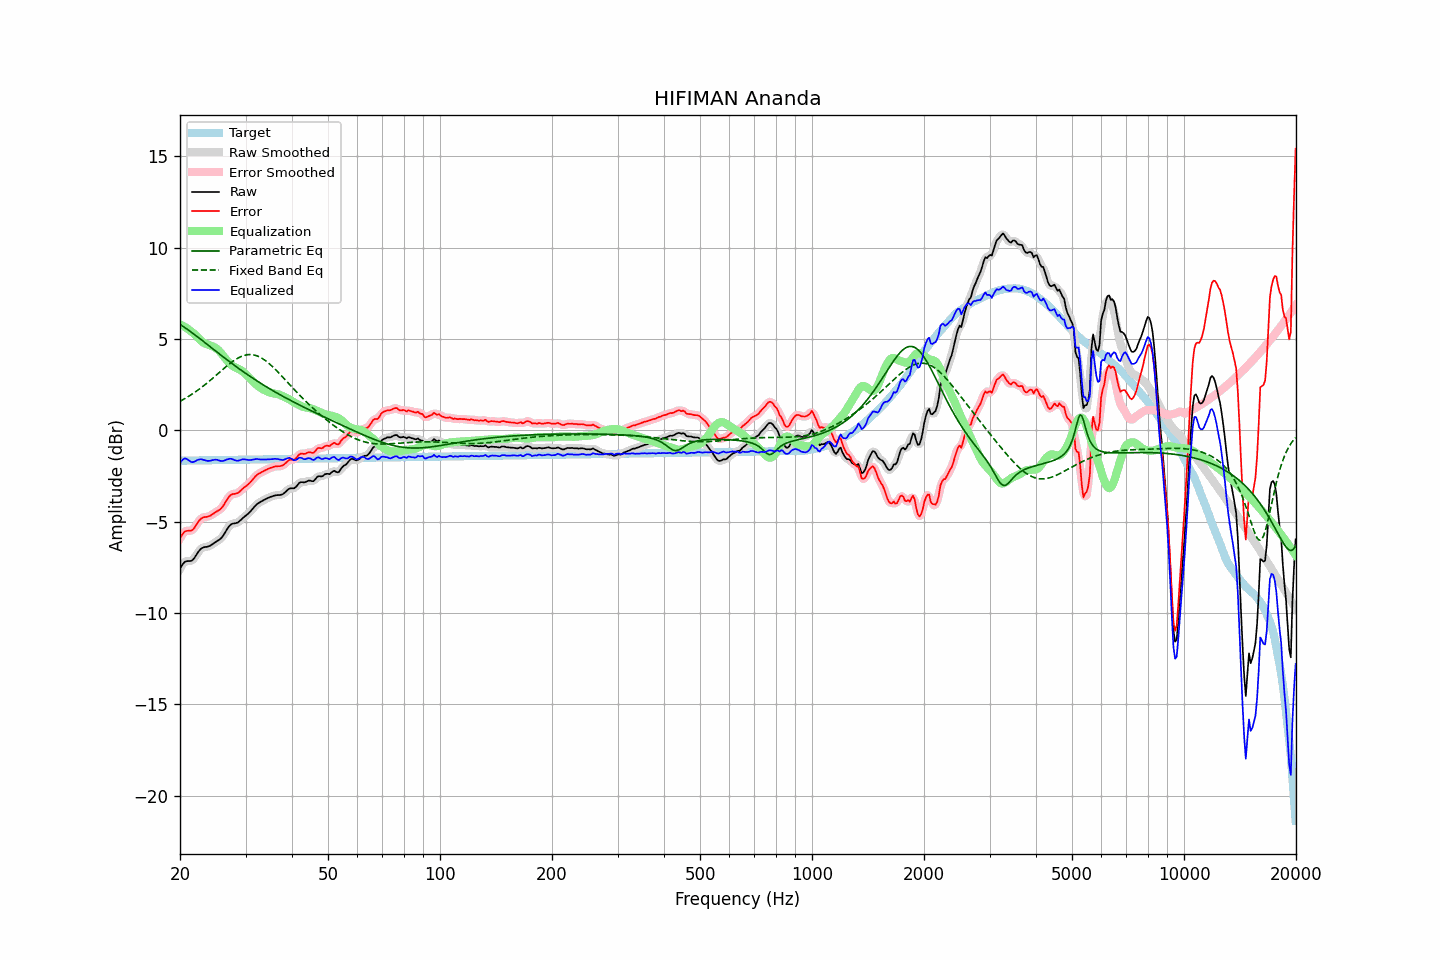 HIFIMAN Ananda
Target
Raw Smoothed
Error Smoothed
Raw
Error
Equalization
Parametric Eq
Fixed Band Eq
Equalized
15
10
5
0
−5
−10
−15
−20
Amplitude (dBr)
20 50 100 200 500 1000 2000 5000 10000 20000
Frequency (Hz)